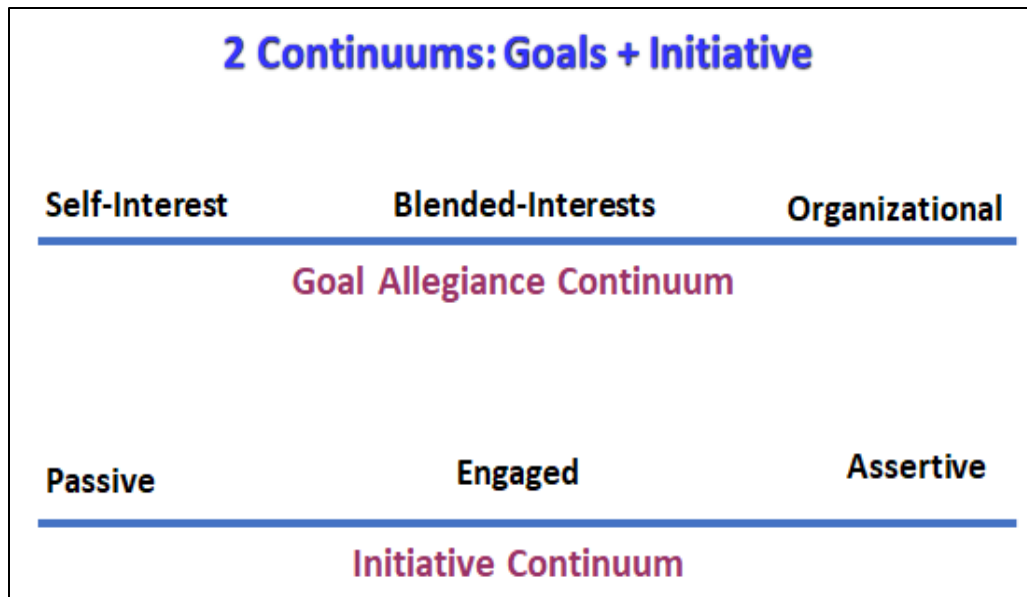 2 Continuums: Goals + Initiative
Self-Interest Blended-Interests Organizational
Goal Allegiance Continuum
Passive Engaged Assertive
Initiative Continuum